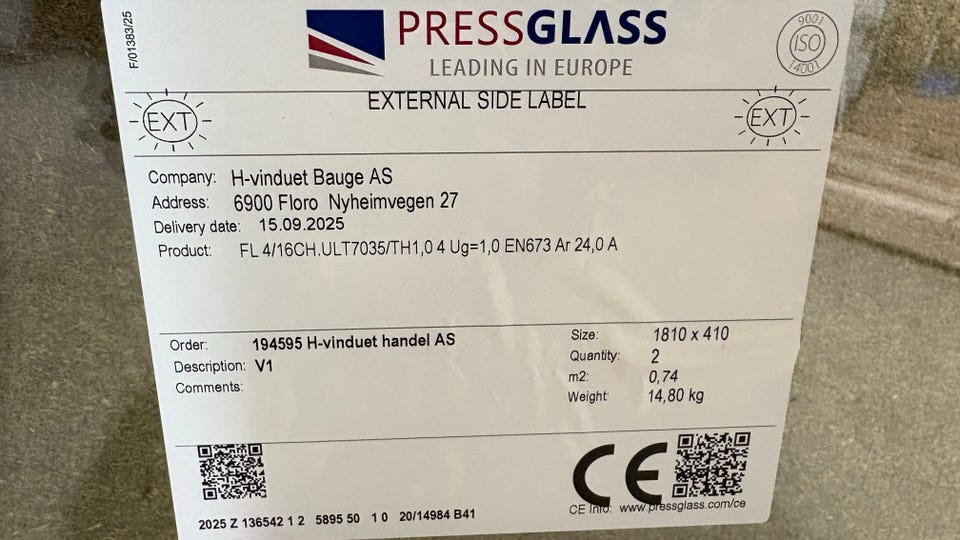 F/01383/25
PRESSGLASS
LEADING IN EUROPE
9001
ISO
14001
EXTERNAL SIDE LABEL
EXT
EXT
Company: H-vinduet Bauge AS
Address: 6900 Floro Nyheimvegen 27
Delivery date: 15.09.2025
Product: FL 4/16CH.ULT7035/TH1,0 4 Ug=1,0 EN673 Ar 24,0 A
Order: 194595 H-vinduet handel AS
Description: V1
Comments:
Size: 1810 x 410
Quantity: 2
m2: 0,74
Weight: 14,80 kg
CE
CE Info: www.pressglass.com/ce
2025 Z 136542 1 2 5895 50 1 0 20/14984 B41